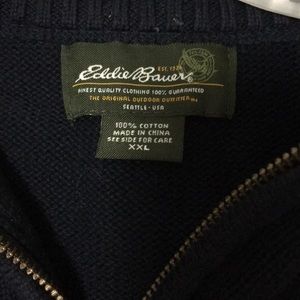 EST. 1920
Eddie Bauer
FINEST QUALITY CLOTHING 100% GUARANTEED
THE ORIGINAL OUTDOOR OUTFITTER
SEATTLE · USA
100% COTTON
MADE IN CHINA
SEE SIDE FOR CARE
XXL